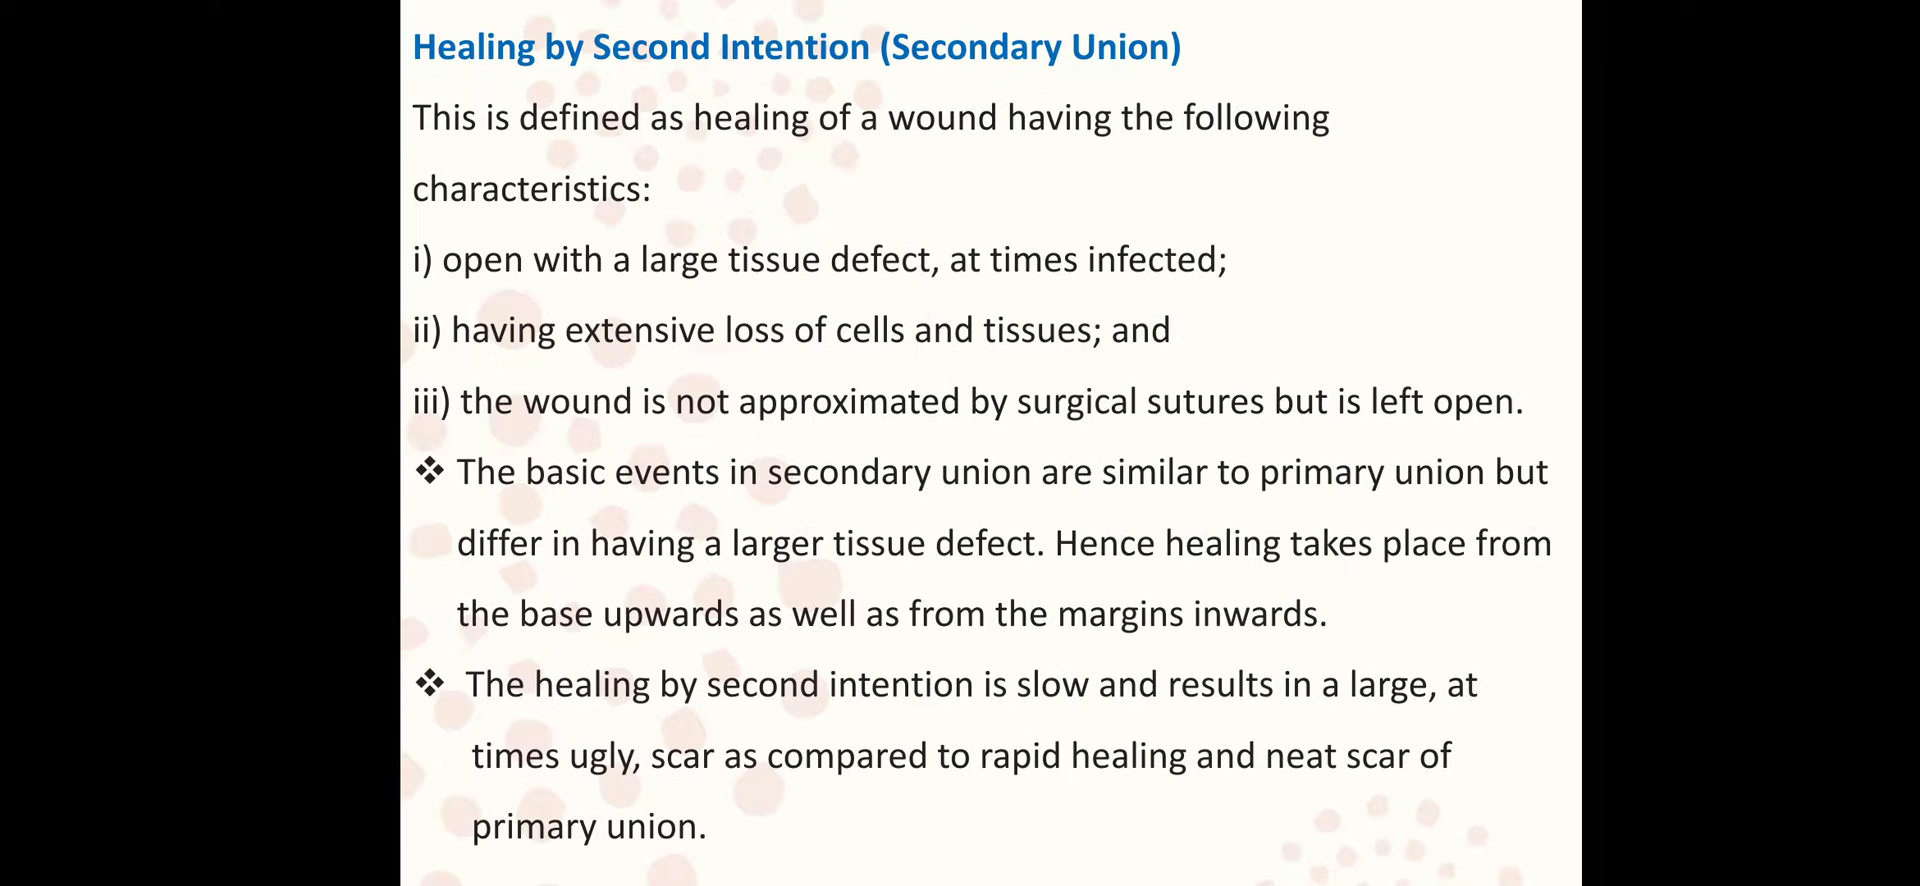 Healing by Second Intention (Secondary Union)
This is defined as healing of a wound having the following
characteristics:
i) open with a large tissue defect, at times infected;
ii) having extensive loss of cells and tissues; and
iii) the wound is not approximated by surgical sutures but is left open.
❖ The basic events in secondary union are similar to primary union but
differ in having a larger tissue defect. Hence healing takes place from
the base upwards as well as from the margins inwards.
❖ The healing by second intention is slow and results in a large, at
times ugly, scar as compared to rapid healing and neat scar of
primary union.